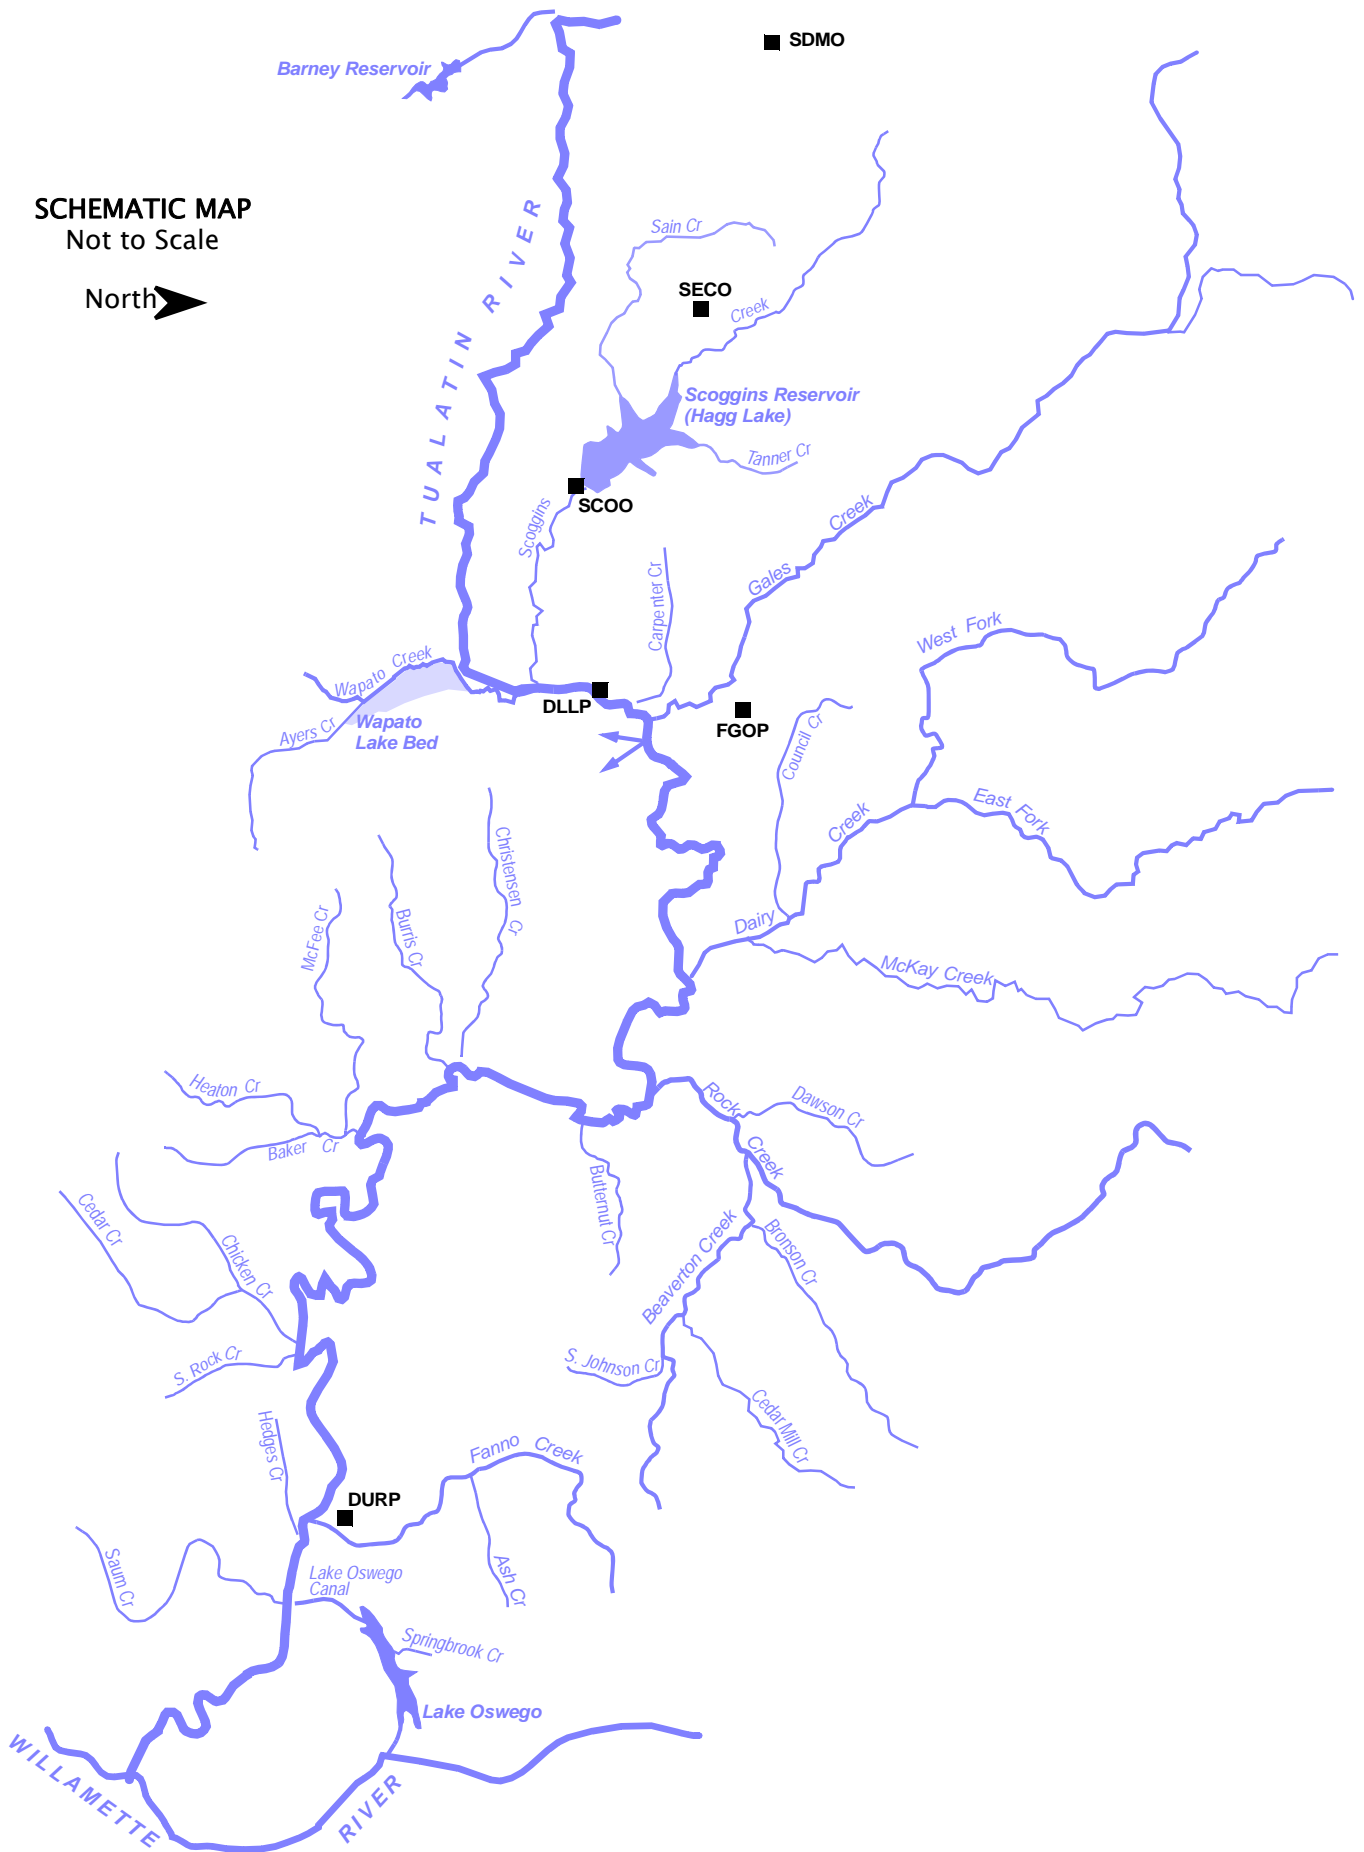 SDMO
Barney Reservoir
SCHEMATIC MAP
Not to Scale
North
TUALATIN RIVER
Sain Cr
SECO
Creek
Scoggins Reservoir
(Hagg Lake)
Tanner Cr
SCOO
Scoggins
Gales Creek
Carpenter Cr
West Fork
Wapato Creek
DLLP
FGOP
Ayers Cr
Wapato
Lake Bed
Council Cr
East Fork
Creek
Christensen Cr
Burris Cr
McFee Cr
Dairy
McKay Creek
Heaton Cr
Baker Cr
Rock Creek
Dawson Cr
Butternut Cr
Cedar Cr
Chicken Cr
Beaverton Creek
Bronson Cr
S. Rock Cr
S. Johnson Cr
Cedar Mill Cr
Hedges Cr
Fanno Creek
DURP
Ash Cr
Saum Cr
Lake Oswego
Canal
Springbrook Cr
Lake Oswego
WILLAMETTE RIVER